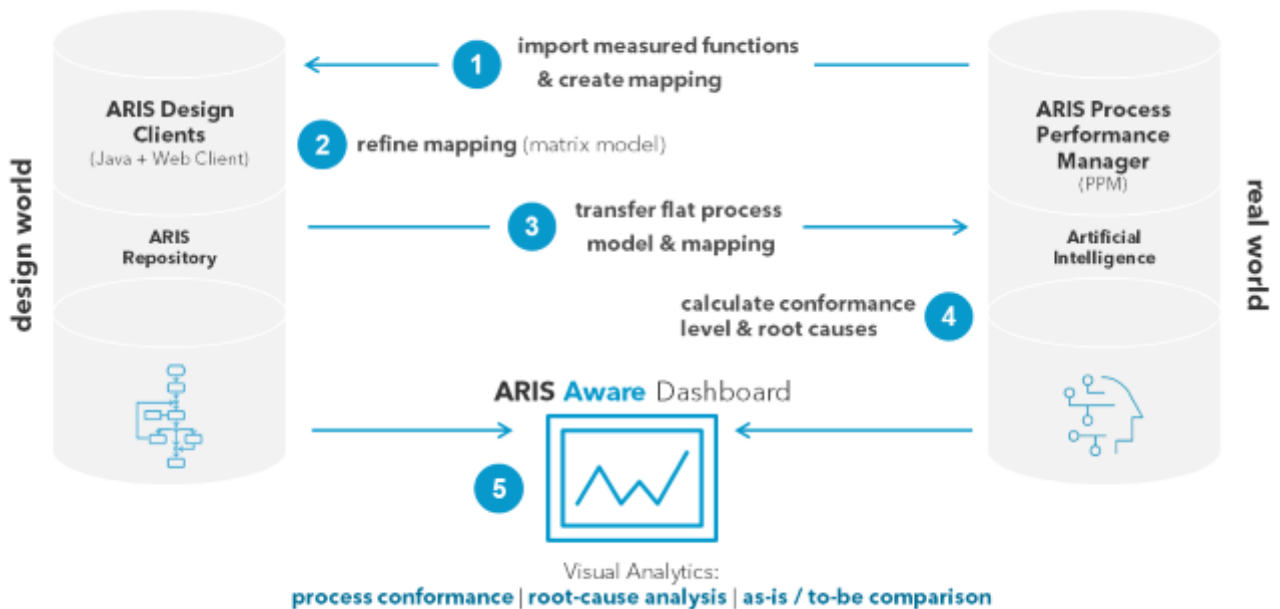 design world
ARIS Design
Clients
(Java + Web Client)
ARIS
Repository
1
import measured functions
& create mapping
2
refine mapping (matrix model)
3
transfer flat process
model & mapping
calculate conformance
level & root causes
4
ARIS Process
Performance
Manager
(PPM)
Artificial
Intelligence
real world
ARIS Aware Dashboard
5
Visual Analytics:
process conformance | root-cause analysis | as-is / to-be comparison